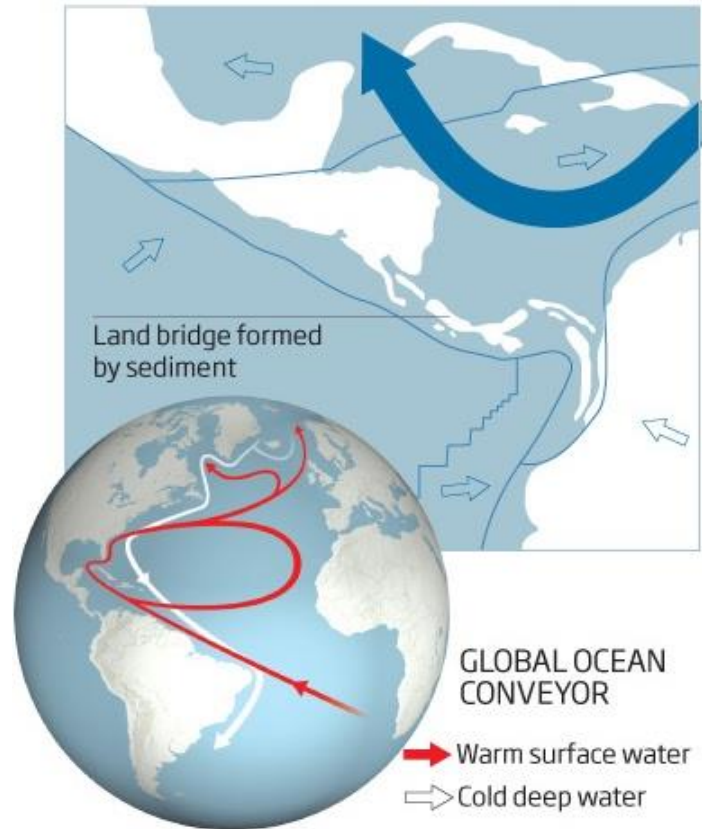 Land bridge formed
by sediment
GLOBAL OCEAN
CONVEYOR
Warm surface water
Cold deep water